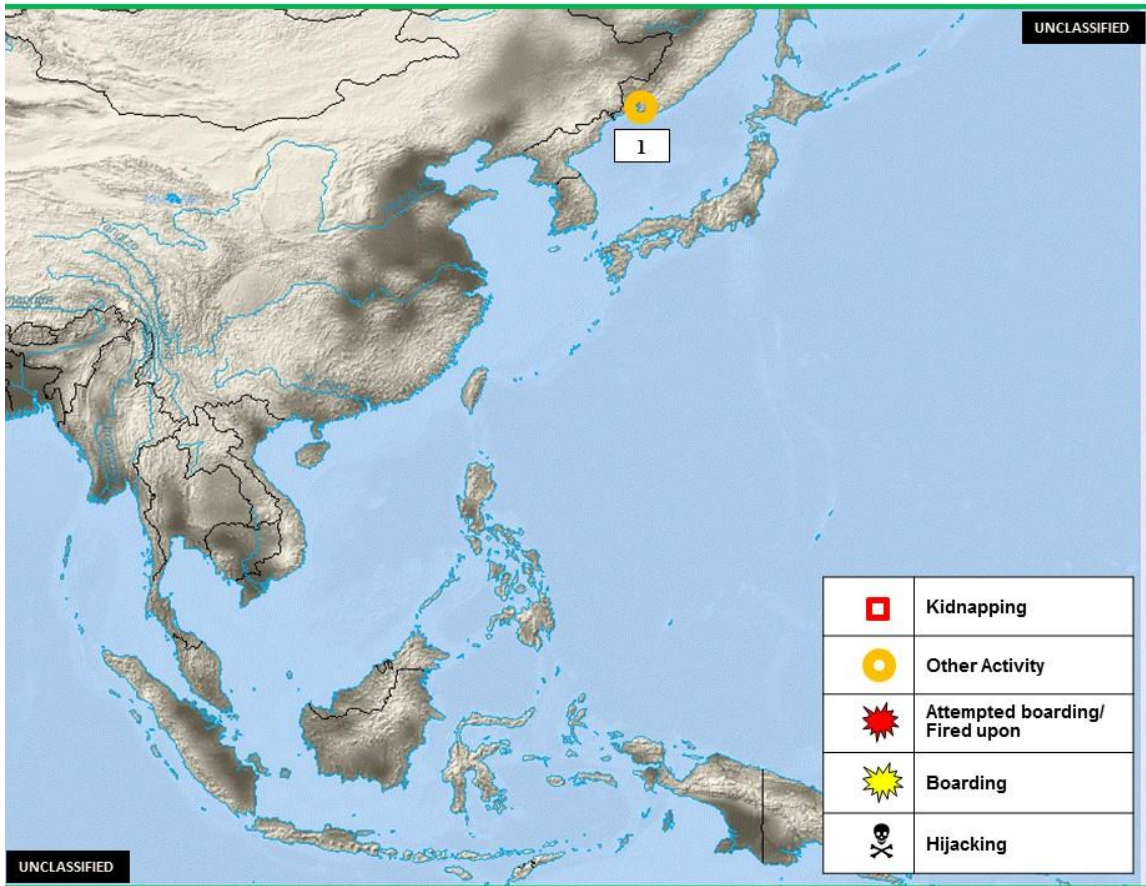 UNCLASSIFIED
1
Kidnapping
Other Activity
Attempted boarding/
Fired upon
Boarding
Hijacking
UNCLASSIFIED